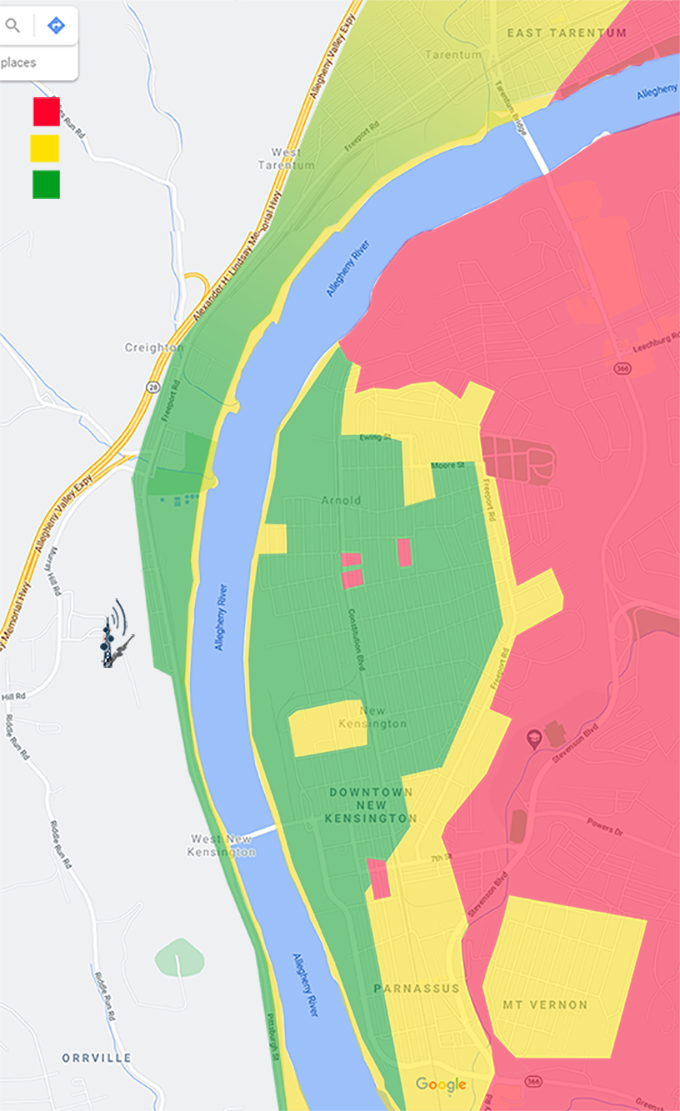 places
Allegheny Valley Expy
EAST TARENTUM
Tarentum
Tarentum Bridge
Allegheny
Run Rd
Freeport Rd
West
Tarentum
Allegheny River
Alexander H. Lindsay Memorial Hwy
Creighton
28
Freeport Rd
Leechburg Rd
366
Ewing St
Moore St
Freeport Rd
Arnold
Allegheny Valley Expy
Murray Hill Rd
Memorial Hwy
Allegheny River
Constitution Blvd
Freeport Rd
Hill Rd
Riddle Run Rd
New
Kensington
Stevenson Blvd
DOWNTOWN
NEW
KENSINGTON
Powers Dr
West New
Kensington
7th St
Riddle Run Rd
Stevenson Blvd
Allegheny River
Riddle Run Rd
PARNASSUS
MT VERNON
Pittsburgh St
ORRVILLE
Google
366
Rd